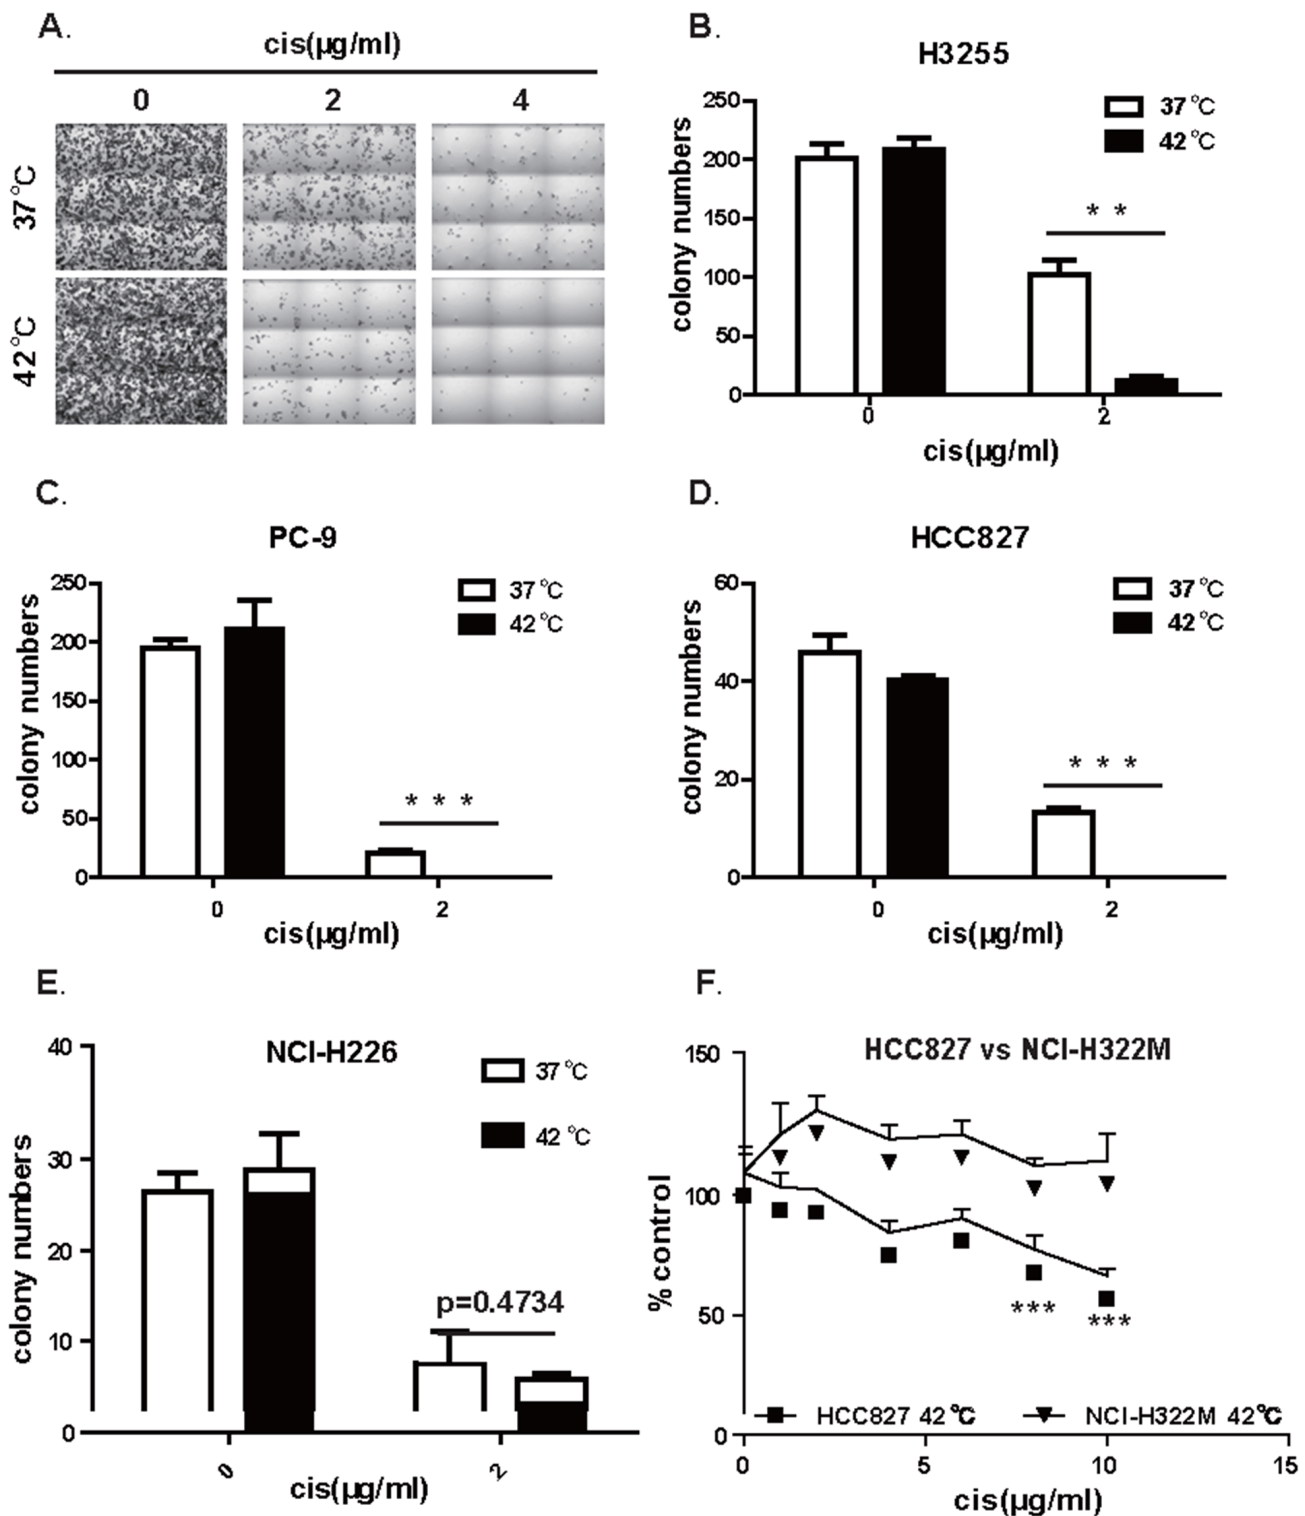 A.
cis(µg/ml)
0 2 4
37°C
42°C
B.
H3255
37°C
42°C
colony numbers
250
200
150
100
50
0
* *
0 2
cis(µg/ml)
C.
PC-9
37°C
42°C
colony numbers
250
200
150
100
50
0
* * *
0 2
cis(µg/ml)
D.
HCC827
37°C
42°C
colony numbers
60
40
20
0
* * *
0 2
cis(µg/ml)
E.
NCI-H226
37°C
42°C
colony numbers
40
30
20
10
0
p=0.4734
0 2
cis(µg/ml)
F.
HCC827 vs NCI-H322M
% control
150
100
50
0
*** ***
HCC827 42°C NCI-H322M 42°C
0 5 10 15
cis(µg/ml)